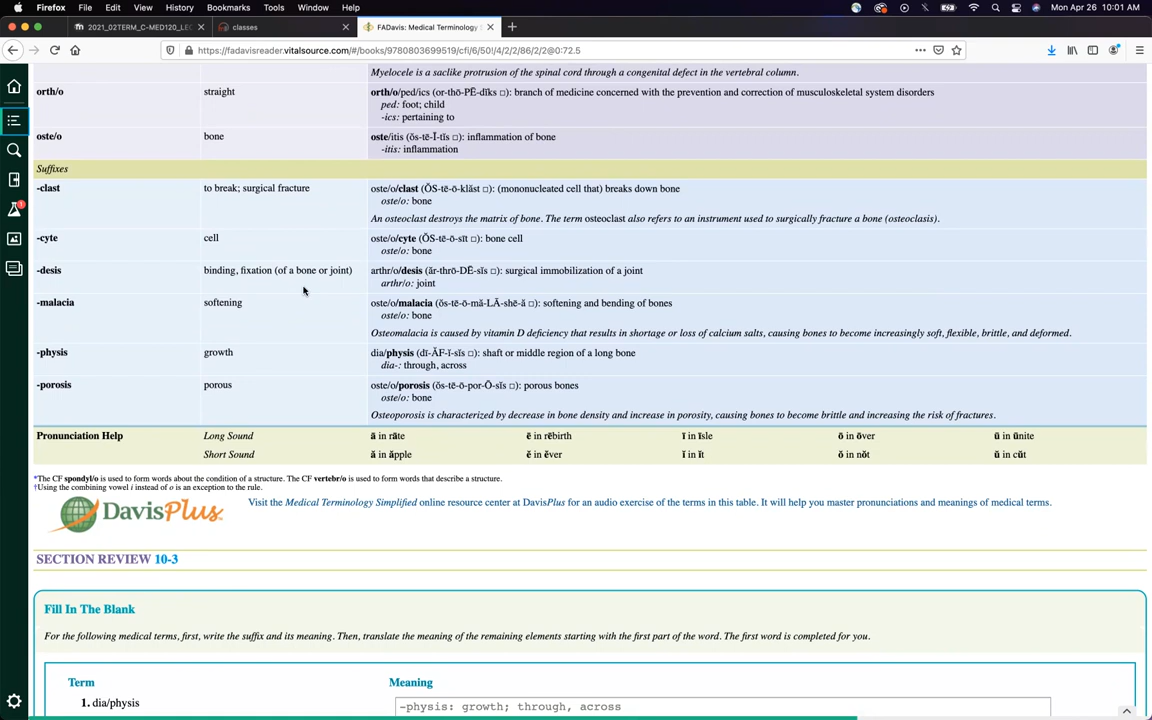 Firefox File Edit View History Bookmarks Tools Window Help Mon Apr 26 10:01 AM
2021_02TERM_C-MED120_LEC classes FADavis: Medical Terminology
https://fadavisreader.vitalsource.com/#/books/9780803699519/cfi/6/50!/4/2/2/86/2/2@0:72.5
Myelocele is a saclike protrusion of the spinal cord through a congenital defect in the vertebral column.
orth/o straight orth/o/ped/ics (or-thō-PĒ-dĭks □): branch of medicine concerned with the prevention and correction of musculoskeletal system disorders
ped: foot; child
-ics: pertaining to
oste/o bone oste/itis (ŏs-tē-Ī-tĭs □): inflammation of bone
-itis: inflammation
Suffixes
-clast to break; surgical fracture oste/o/clast (ŎS-tē-ō-klăst □): (mononucleated cell that) breaks down bone
oste/o: bone
An osteoclast destroys the matrix of bone. The term osteoclast also refers to an instrument used to surgically fracture a bone (osteoclasis).
-cyte cell oste/o/cyte (ŎS-tē-ō-sīt □): bone cell
oste/o: bone
-desis binding, fixation (of a bone or joint) arthr/o/desis (ăr-thrō-DĒ-sĭs □): surgical immobilization of a joint
arthr/o: joint
-malacia softening oste/o/malacia (ŏs-tē-ō-mă-LĀ-shē-ă □): softening and bending of bones
oste/o: bone
Osteomalacia is caused by vitamin D deficiency that results in shortage or loss of calcium salts, causing bones to become increasingly soft, flexible, brittle, and deformed.
-physis growth dia/physis (dī-ĂF-ĭ-sĭs □): shaft or middle region of a long bone
dia-: through, across
-porosis porous oste/o/porosis (ŏs-tē-ō-por-Ō-sĭs □): porous bones
oste/o: bone
Osteoporosis is characterized by decrease in bone density and increase in porosity, causing bones to become brittle and increasing the risk of fractures.
Pronunciation Help Long Sound ā in rāte ē in rēbirth ī in īsle ō in ōver ū in ūnite
Short Sound ă in ăpple ĕ in ĕver ĭ in ĭt ŏ in nŏt ŭ in cŭt
*The CF spondyl/o is used to form words about the condition of a structure. The CF vertebr/o is used to form words that describe a structure.
†Using the combining vowel i instead of o is an exception to the rule.
DavisPlus Visit the Medical Terminology Simplified online resource center at DavisPlus for an audio exercise of the terms in this table. It will help you master pronunciations and meanings of medical terms.
SECTION REVIEW 10-3
Fill In The Blank
For the following medical terms, first, write the suffix and its meaning. Then, translate the meaning of the remaining elements starting with the first part of the word. The first word is completed for you.
Term Meaning
1. dia/physis -physis: growth; through, across